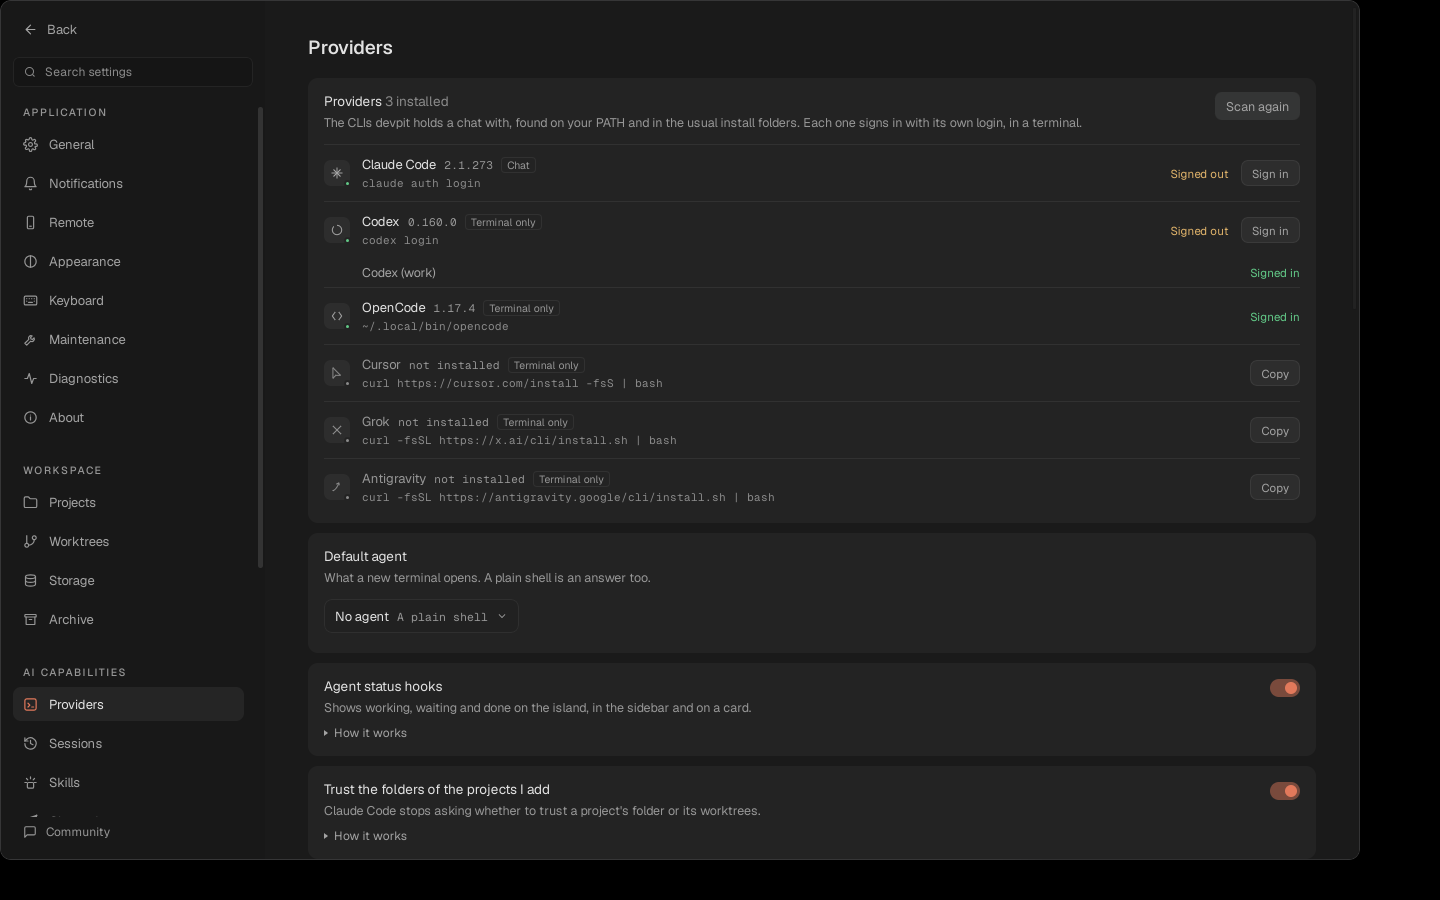 Back
Search settings
APPLICATION
General
Notifications
Remote
Appearance
Keyboard
Maintenance
Diagnostics
About
WORKSPACE
Projects
Worktrees
Storage
Archive
AI CAPABILITIES
Providers
Sessions
Skills
Community
Providers
Providers 3 installed
Scan again
The CLIs devpit holds a chat with, found on your PATH and in the usual install folders. Each one signs in with its own login, in a terminal.
Claude Code 2.1.273 Chat
claude auth login
Signed out Sign in
Codex 0.160.0 Terminal only
codex login
Signed out Sign in
Codex (work) Signed in
OpenCode 1.17.4 Terminal only
~/.local/bin/opencode
Signed in
Cursor not installed Terminal only
curl https://cursor.com/install -fsS | bash
Copy
Grok not installed Terminal only
curl -fsSL https://x.ai/cli/install.sh | bash
Copy
Antigravity not installed Terminal only
curl -fsSL https://antigravity.google/cli/install.sh | bash
Copy
Default agent
What a new terminal opens. A plain shell is an answer too.
No agent A plain shell
Agent status hooks
Shows working, waiting and done on the island, in the sidebar and on a card.
How it works
Trust the folders of the projects I add
Claude Code stops asking whether to trust a project's folder or its worktrees.
How it works